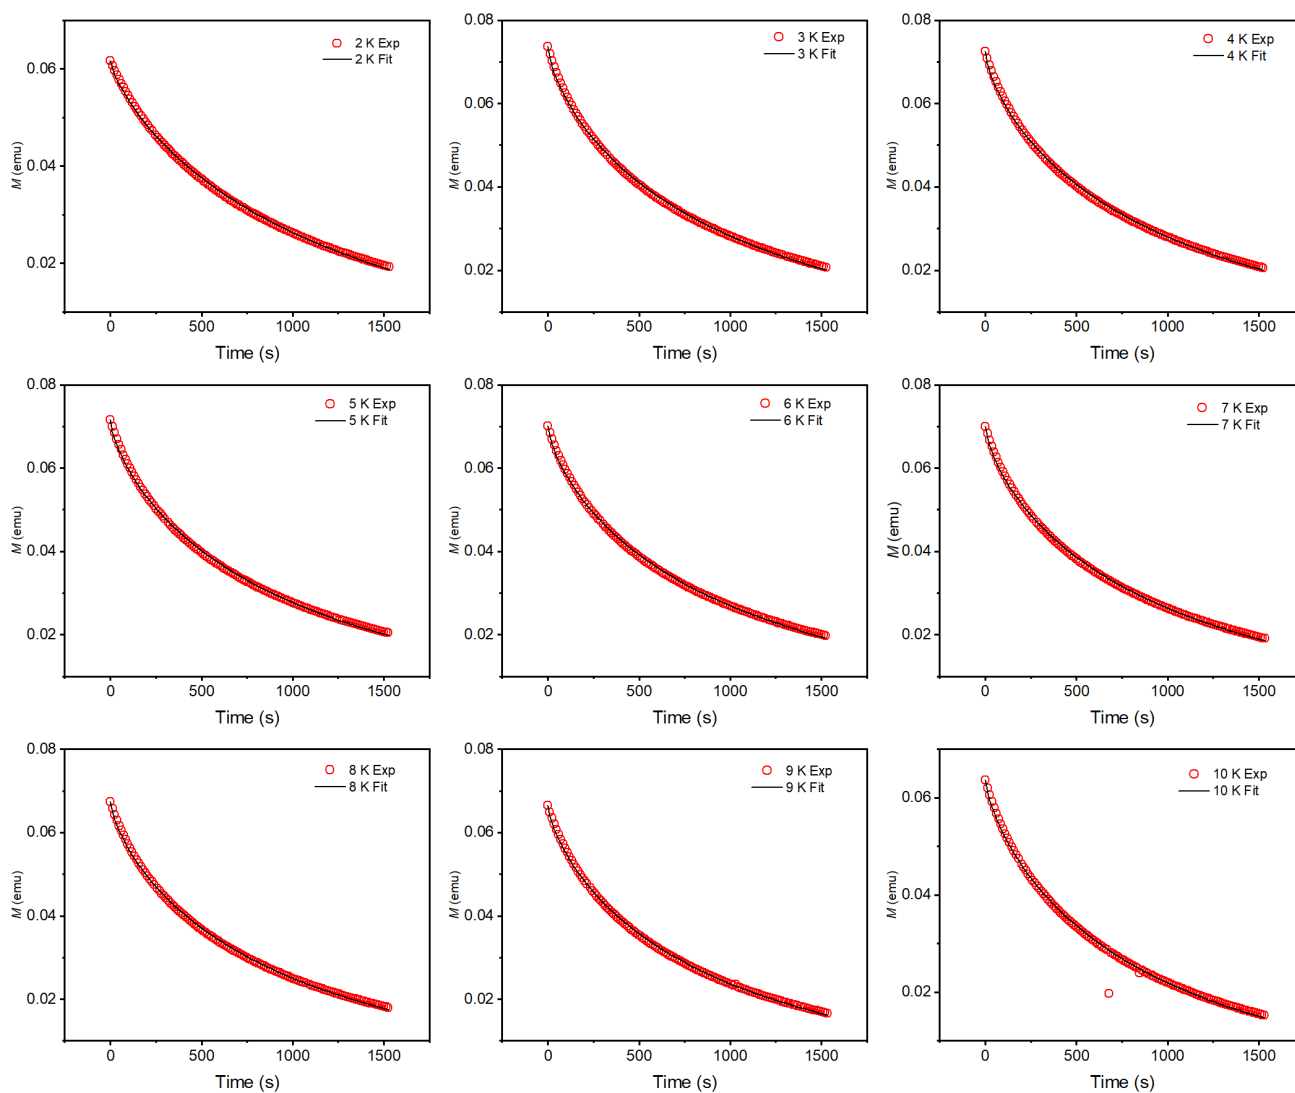 0.06
0.04
0.02
M (emu)
2 K Exp
2 K Fit
0 500 1000 1500
Time (s)
0.08
0.06
0.04
0.02
M (emu)
3 K Exp
3 K Fit
0 500 1000 1500
Time (s)
0.08
0.06
0.04
0.02
M (emu)
4 K Exp
4 K Fit
0 500 1000 1500
Time (s)
0.08
0.06
0.04
0.02
M (emu)
5 K Exp
5 K Fit
0 500 1000 1500
Time (s)
0.08
0.06
0.04
0.02
M (emu)
6 K Exp
6 K Fit
0 500 1000 1500
Time (s)
0.08
0.06
0.04
0.02
M (emu)
7 K Exp
7 K Fit
0 500 1000 1500
Time (s)
0.08
0.06
0.04
0.02
M (emu)
8 K Exp
8 K Fit
0 500 1000 1500
Time (s)
0.08
0.06
0.04
0.02
M (emu)
9 K Exp
9 K Fit
0 500 1000 1500
Time (s)
0.06
0.04
0.02
M (emu)
10 K Exp
10 K Fit
0 500 1000 1500
Time (s)